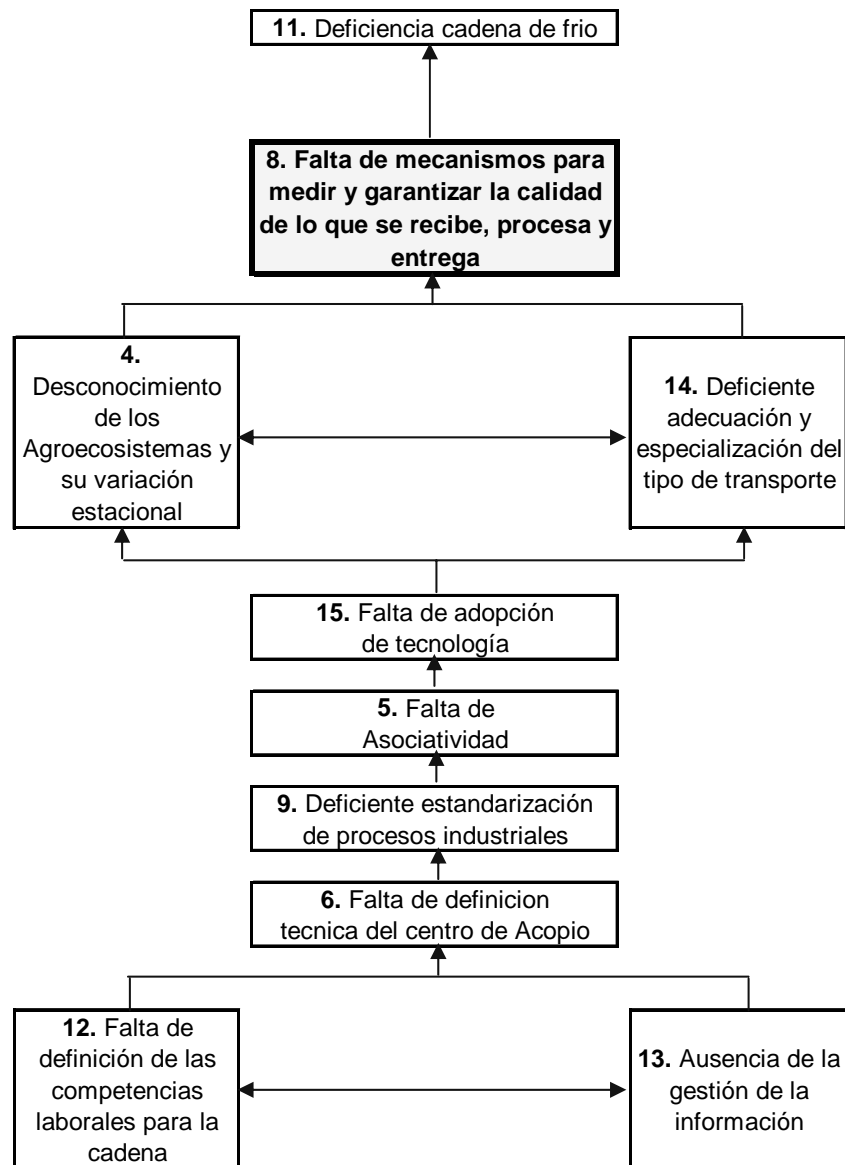 11. Deficiencia cadena de frio
8. Falta de mecanismos para
medir y garantizar la calidad
de lo que se recibe, procesa y
entrega
4.
Desconocimiento
de los
Agroecosistemas y
su variación
estacional
14. Deficiente
adecuación y
especialización del
tipo de transporte
15. Falta de adopción
de tecnología
5. Falta de
Asociatividad
9. Deficiente estandarización
de procesos industriales
6. Falta de definicion
tecnica del centro de Acopio
12. Falta de
definición de las
competencias
laborales para la
cadena
13. Ausencia de la
gestión de la
información